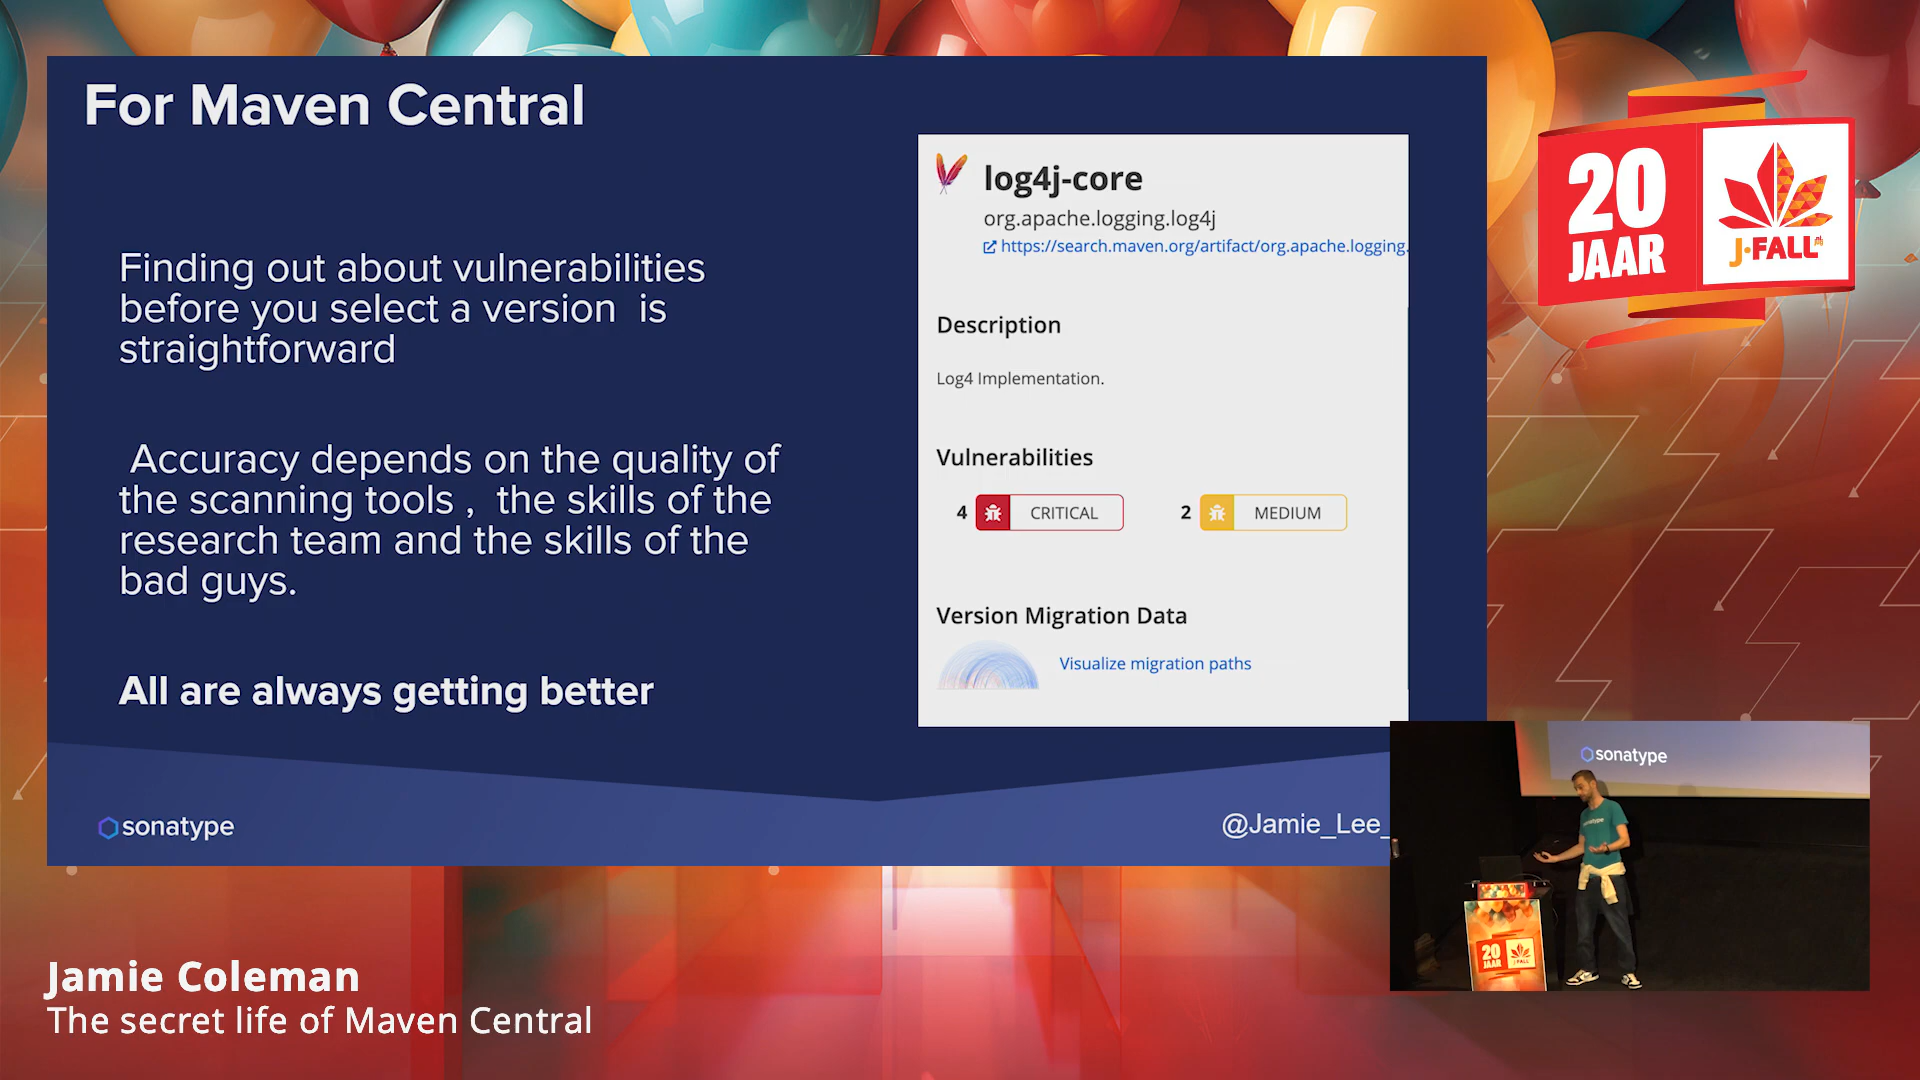 For Maven Central
Finding out about vulnerabilities
before you select a version is
straightforward
Accuracy depends on the quality of
the scanning tools , the skills of the
research team and the skills of the
bad guys.
All are always getting better
log4j-core
org.apache.logging.log4j
https://search.maven.org/artifact/org.apache.logging.
Description
Log4 Implementation.
Vulnerabilities
4 CRITICAL 2 MEDIUM
Version Migration Data
Visualize migration paths
sonatype
@Jamie_Lee_
20
JAAR
J-FALL
sonatype
sonatype
20
JAAR
J-FALL
Jamie Coleman
The secret life of Maven Central